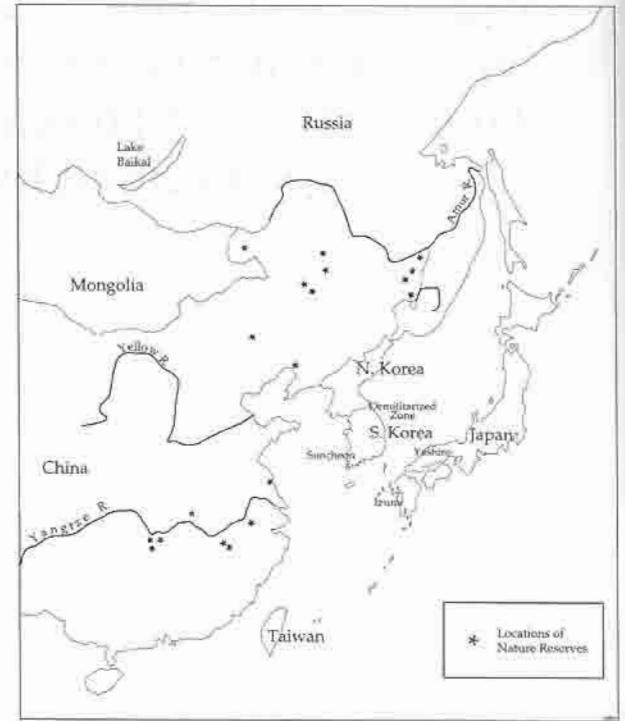 Russia
Lake
Baikal
Amur R.
Mongolia
Yellow R.
N. Korea
Demilitarized
Zone
S. Korea
Japan
Suncheon
Yashiro
China
Izumi
Yangtze R.
Taiwan
* Locations of
Nature Reserves